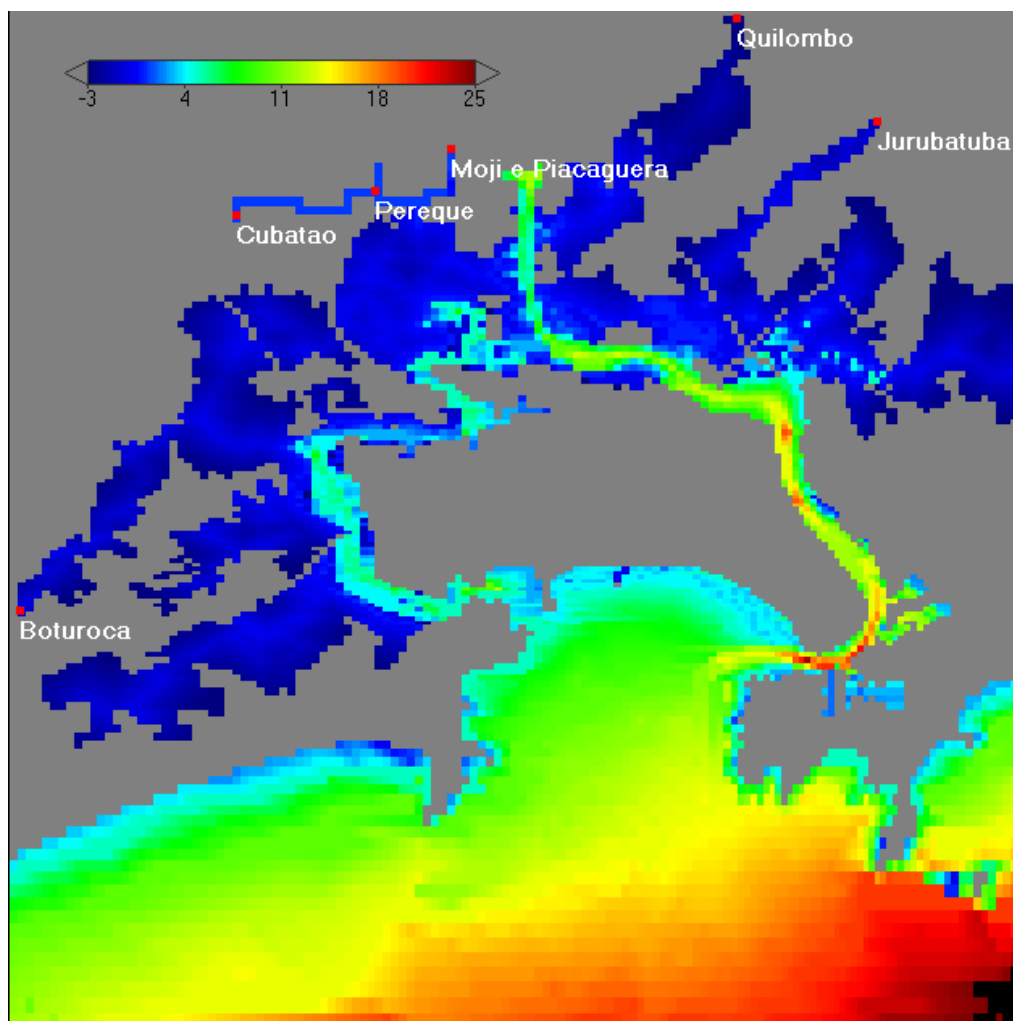 Quilombo
-3 4 11 18 25
Jurubatuba
Moji e Piacaguera
Pereque
Cubatao
Boturoca